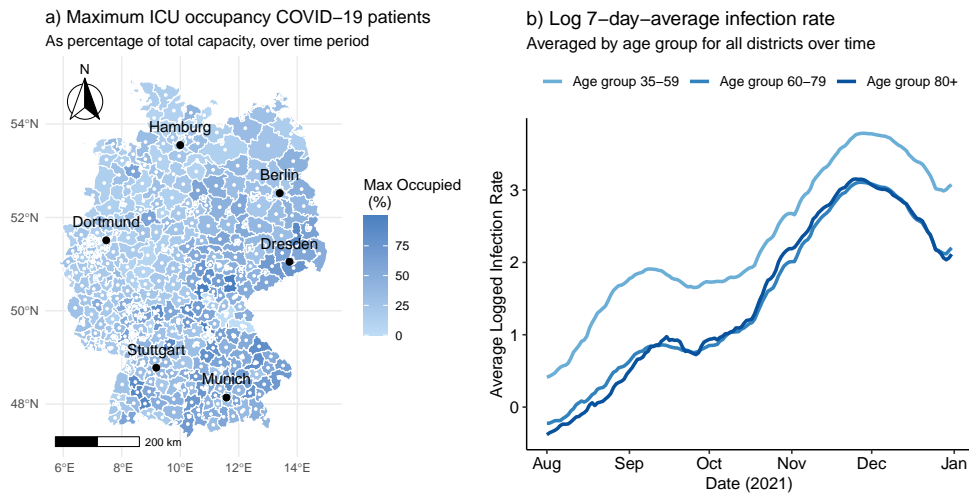 a) Maximum ICU occupancy COVID−19 patients
As percentage of total capacity, over time period
N
54°N
52°N
50°N
48°N
Hamburg
Berlin
Dortmund
Dresden
Stuttgart
Munich
200 km
6°E 8°E 10°E 12°E 14°E
Max Occupied
(%)
75
50
25
0
b) Log 7−day−average infection rate
Averaged by age group for all districts over time
Age group 35−59 Age group 60−79 Age group 80+
Average Logged Infection Rate
3
2
1
0
Aug Sep Oct Nov Dec Jan
Date (2021)